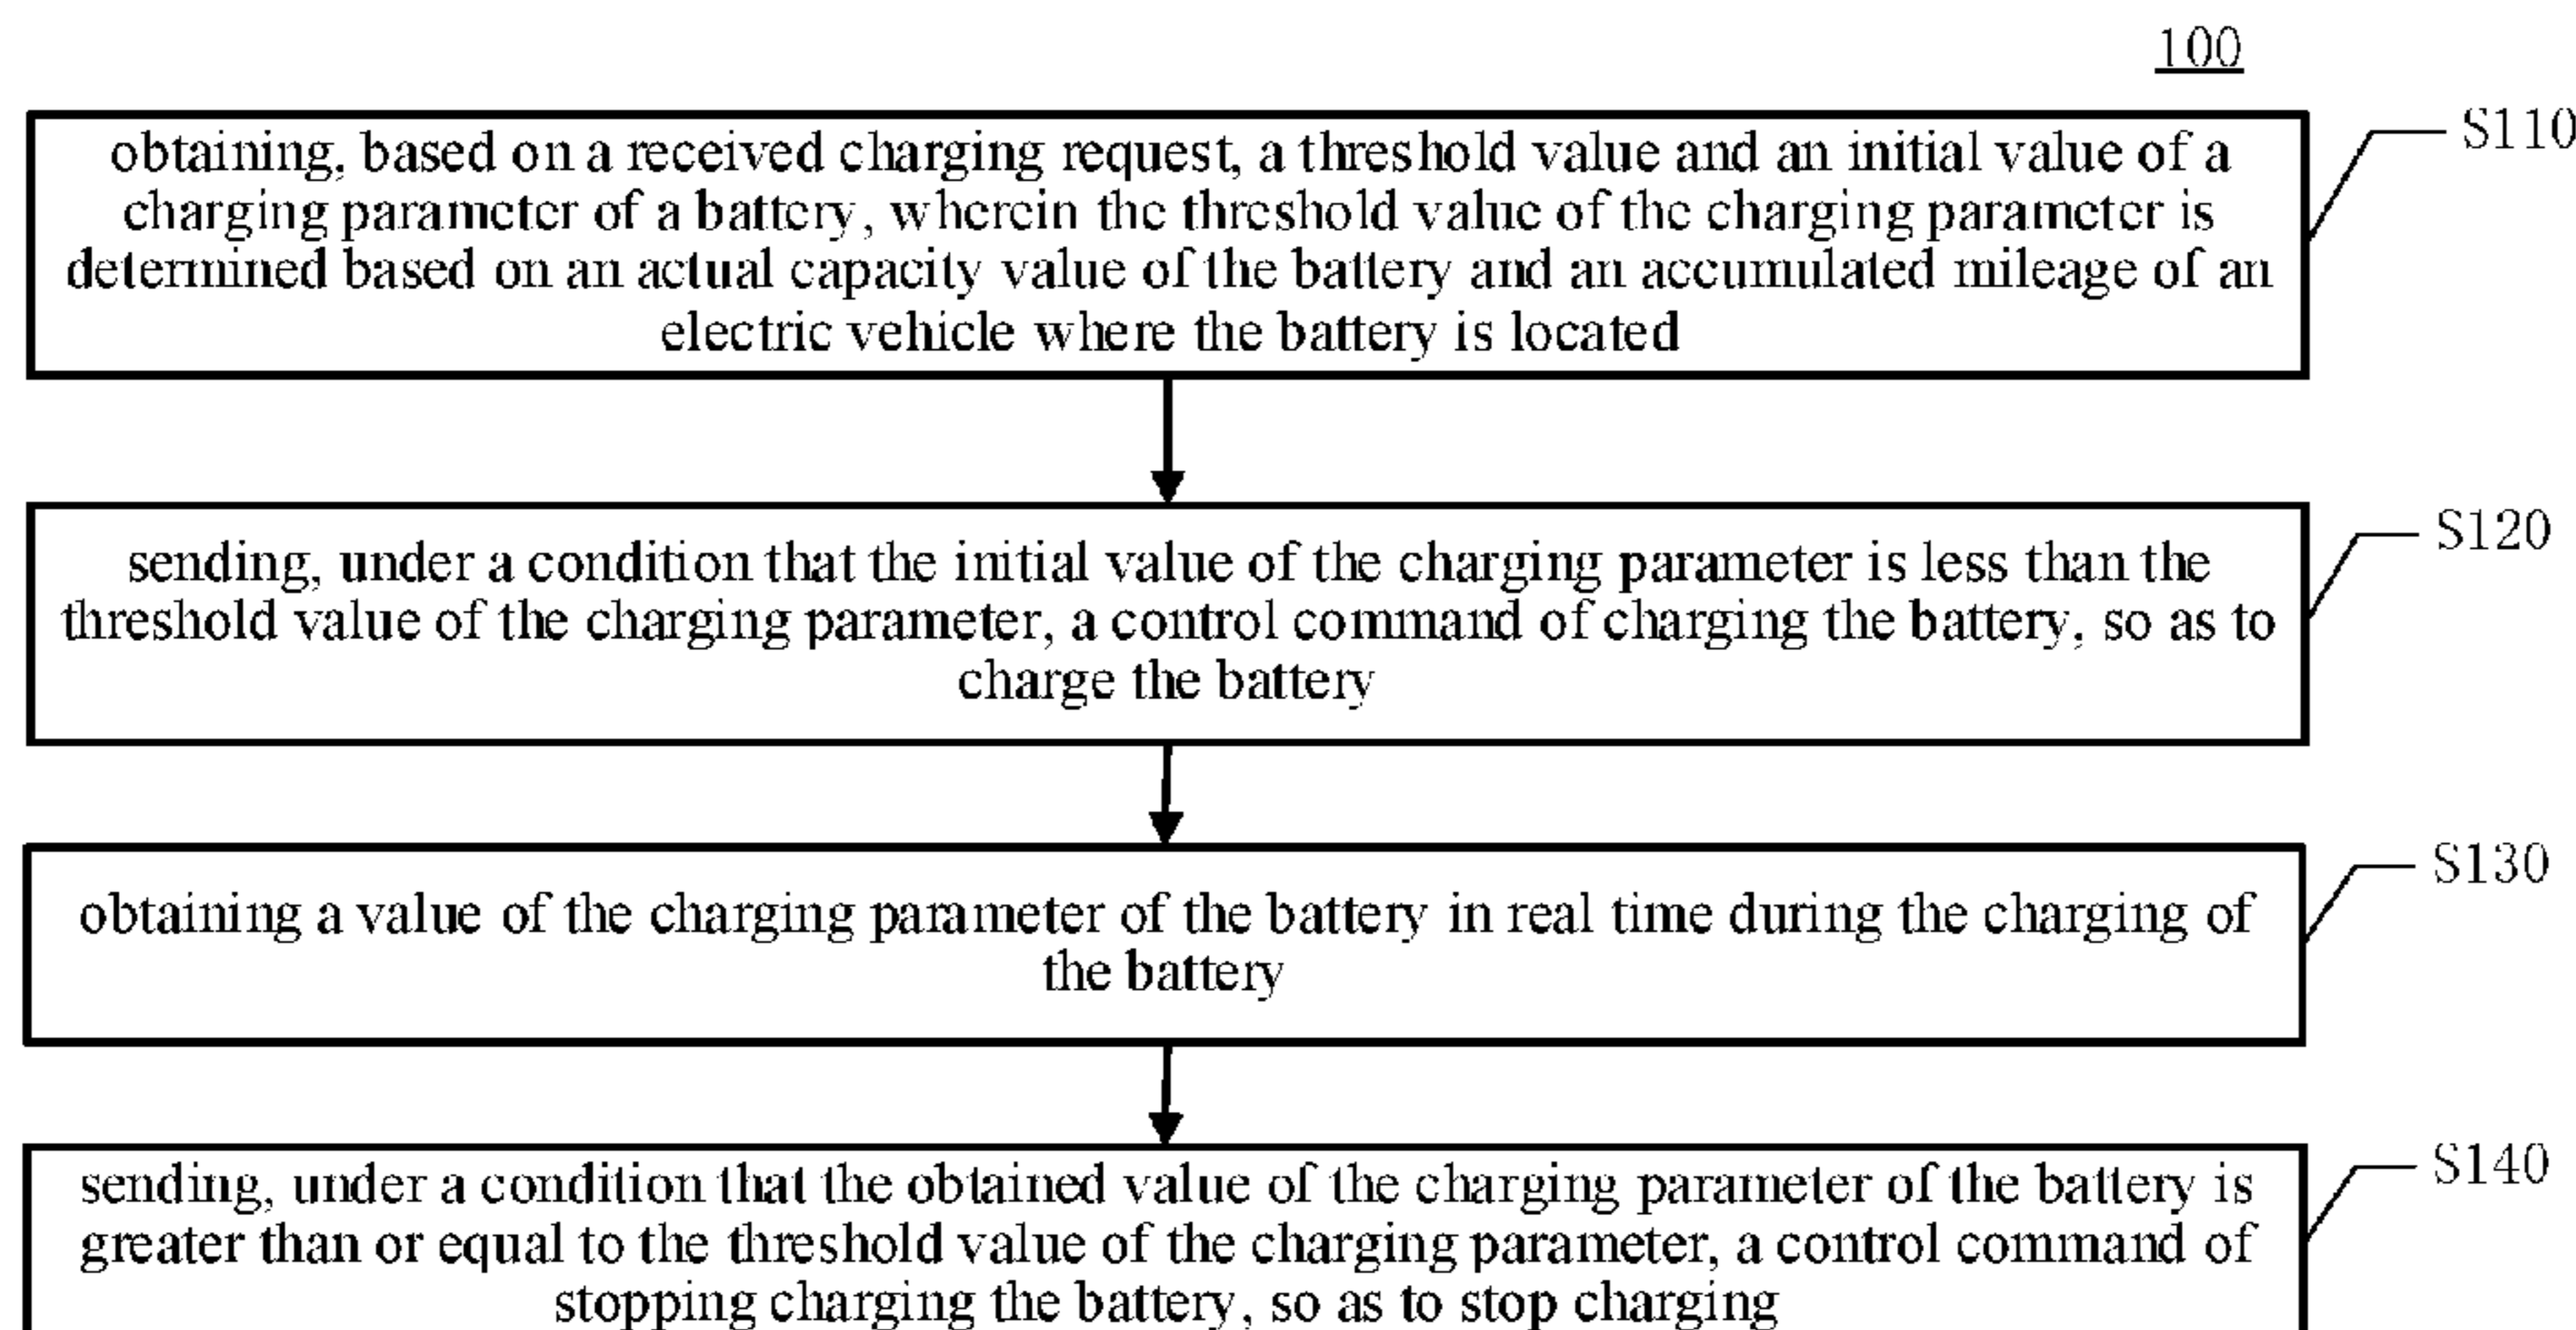 100
obtaining, based on a received charging request, a threshold value and an initial value of a
charging parameter of a battery, wherein the threshold value of the charging parameter is
determined based on an actual capacity value of the battery and an accumulated mileage of an
electric vehicle where the battery is located
S110
sending, under a condition that the initial value of the charging parameter is less than the
threshold value of the charging parameter, a control command of charging the battery, so as to
charge the battery
S120
obtaining a value of the charging parameter of the battery in real time during the charging of
the battery
S130
sending, under a condition that the obtained value of the charging parameter of the battery is
greater than or equal to the threshold value of the charging parameter, a control command of
stopping charging the battery, so as to stop charging
S140